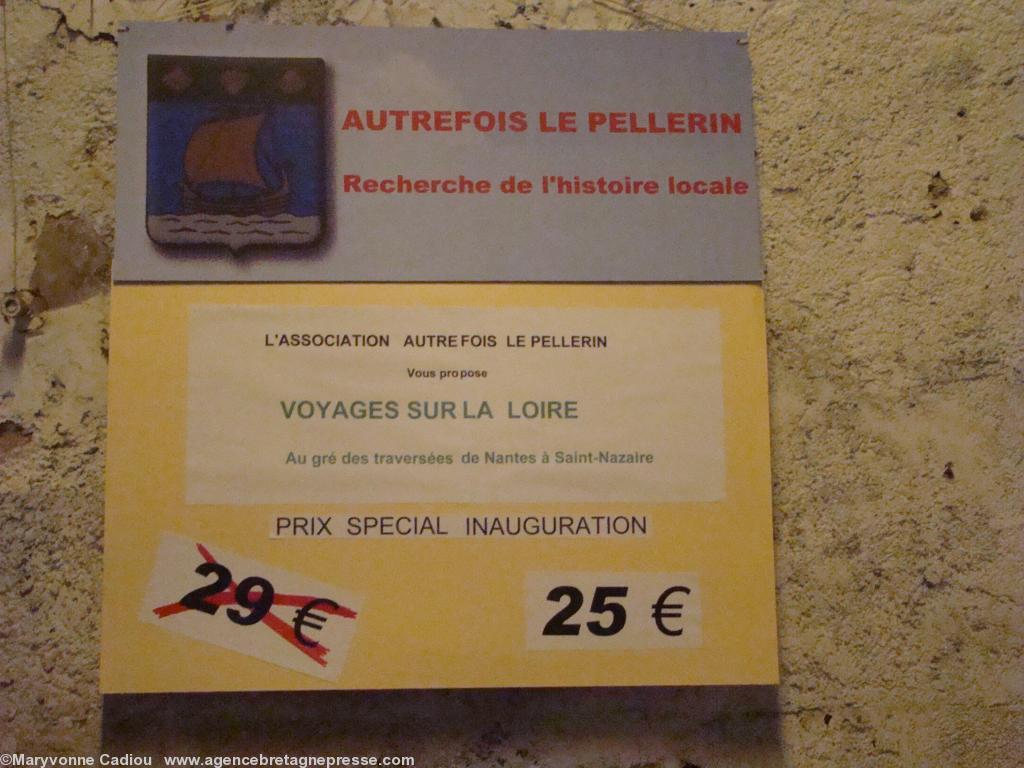 AUTREFOIS LE PELLERIN
Recherche de l'histoire locale
L'ASSOCIATION AUTREFOIS LE PELLERIN
Vous propose
VOYAGES SUR LA LOIRE
Au gré des traversées de Nantes à Saint-Nazaire
PRIX SPECIAL INAUGURATION
29 €
25 €
©Maryvonne Cadiou www.agencebretagnepresse.com